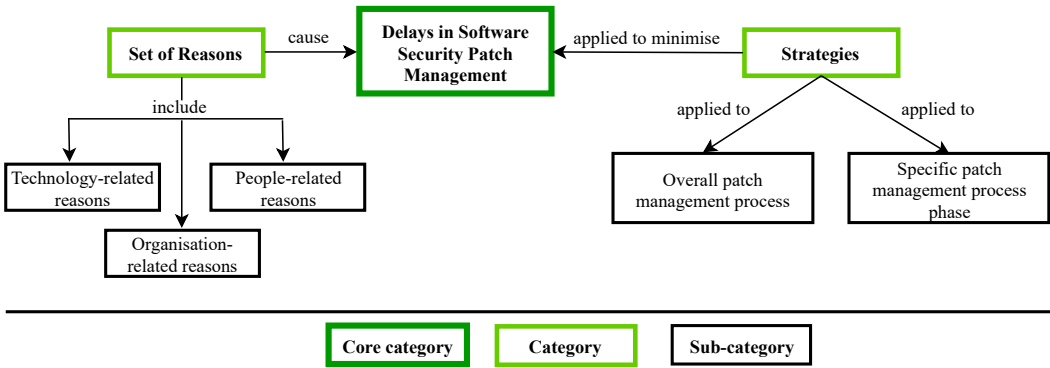 Set of Reasons
cause
Delays in Software
Security Patch
Management
applied to minimise
Strategies
include
applied to
applied to
Technology-related
reasons
People-related
reasons
Organisation-
related reasons
Overall patch
management process
Specific patch
management process
phase
Core category
Category
Sub-category